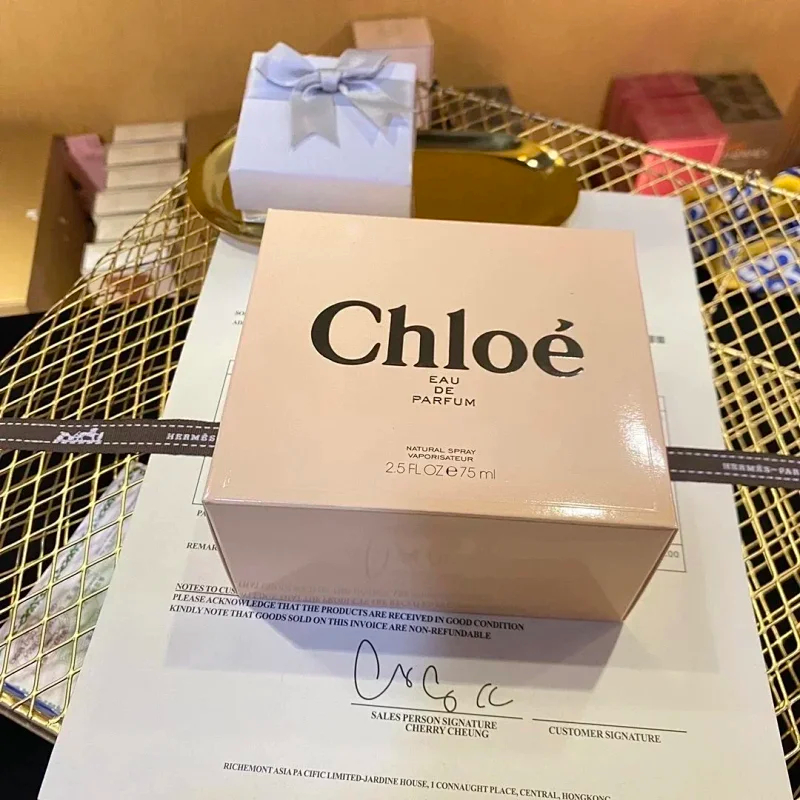 Chloé
EAU
DE
PARFUM
HERMÈS
HERMÈS-PAR
NATURAL SPRAY
VAPORISATEUR
2.5 FL OZ e 75 ml
REMAR
NOTES TO CUS
PLEASE ACKNOWLEDGE THAT THE PRODUCTS ARE RECEIVED IN GOOD CONDITION
KINDLY NOTE THAT GOODS SOLD ON THIS INVOICE ARE NON-REFUNDABLE
SALES PERSON SIGNATURE
CHERRY CHEUNG
CUSTOMER SIGNATURE
RICHEMONT ASIA PA CIFIC LIMITED-JARDINE HOUSE, 1 CONNAUGHT PLACE, CENTRAL, HONGKONG